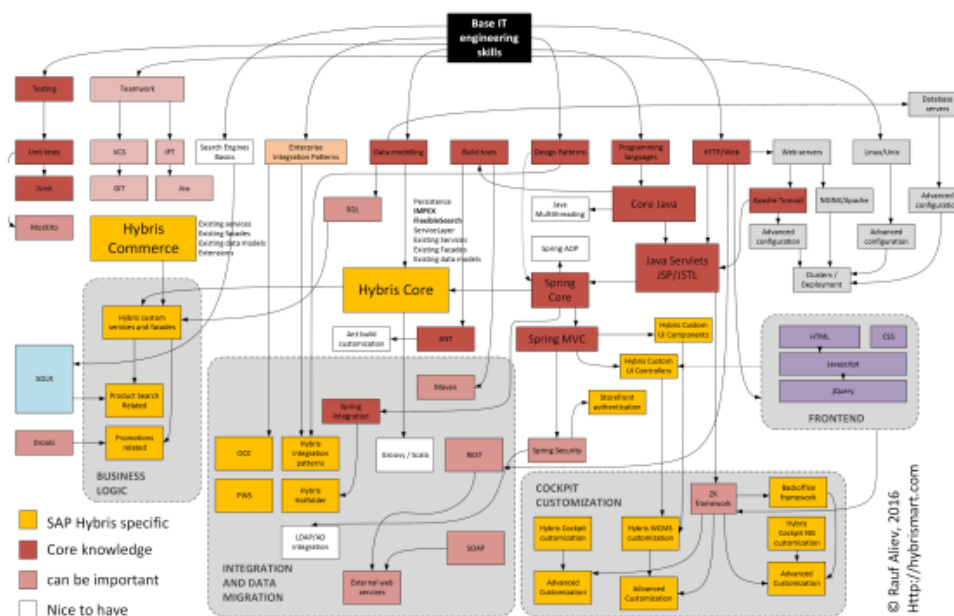 Base IT
engineering
skills
Testing
Teamwork
Database
servers
Unit tests
VCS
IPT
Search Engines
Basics
Enterprise
Integration Patterns
Data modelling
Build tools
Design Patterns
Programming
languages
HTTP/Web
Web servers
Linux/Unix
JUnit
GIT
Jira
Mockito
SQL
Java
Multithreading
Core Java
Apache Tomcat
NGINX/Apache
Advanced
configuration
Hybris
Commerce
Existing services
Existing facades
Existing data models
Extensions
Persistence
IMPEX
FlexibleSearch
ServiceLayer
Existing Services
Existing Facades
Existing data models
Spring AOP
Java Servlets
JSP/JSTL
Advanced
configuration
Advanced
configuration
Clusters /
Deployment
Hybris Core
Spring
Core
Hybris custom
services and facades
Ant build
customization
ANT
Spring MVC
Hybris Custom
UI Components
Hybris Custom
UI Controllers
HTML
CSS
Javascript
JQuery
FRONTEND
SOLR
Product Search
Related
Maven
Spring
Integration
Storefront
authentication
Drools
Promotions
related
BUSINESS
LOGIC
OCC
Hybris
integration
patterns
Groovy / Scala
REST
Spring Security
PWS
Hybris
Hotfolder
COCKPIT
CUSTOMIZATION
ZK
framework
Backoffice
framework
LDAP/AD
integration
SOAP
Hybris Cockpit
customization
Hybris WCMS
customization
Hybris
Cockpit NG
customization
INTEGRATION
AND DATA
MIGRATION
External web
services
Advanced
Customization
Advanced
Customization
Advanced
Customization
SAP Hybris specific
Core knowledge
can be important
Nice to have
© Rauf Aliev, 2016
Http://hybrismart.com